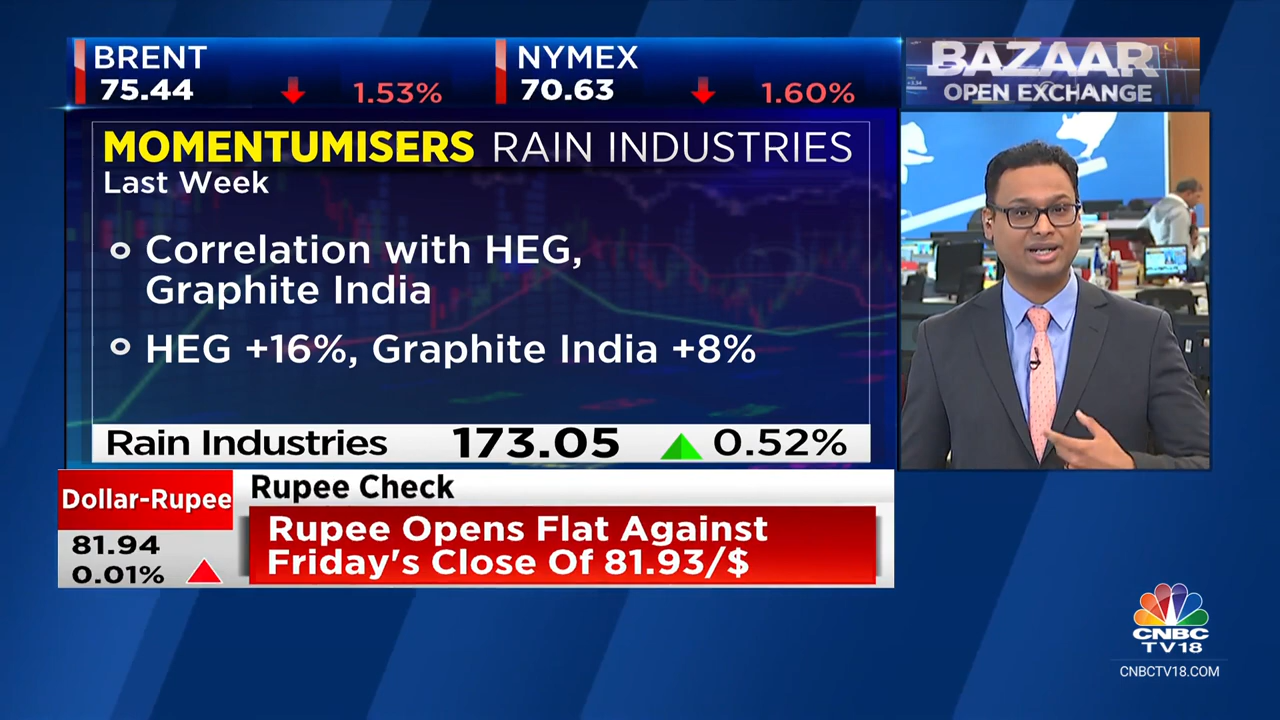 BRENT
75.44 1.53%
NYMEX
70.63 1.60%
BAZAAR
OPEN EXCHANGE
MOMENTUMISERS RAIN INDUSTRIES
Last Week
Correlation with HEG,
Graphite India
HEG +16%, Graphite India +8%
Rain Industries 173.05 0.52%
Dollar-Rupee
81.94
0.01%
Rupee Check
Rupee Opens Flat Against
Friday's Close Of 81.93/$
CNBC
TV18
CNBCTV18.COM